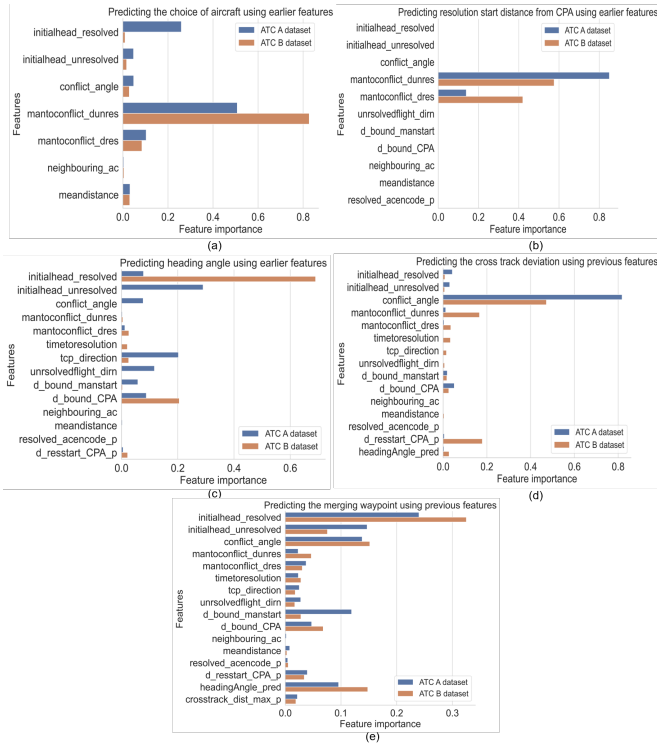 Predicting the choice of aircraft using earlier features
initialhead_resolved
initialhead_unresolved
conflict_angle
mantoconflict_dunres
mantoconflict_dres
neighbouring_ac
meandistance
Features
ATC A dataset
ATC B dataset
0.0 0.2 0.4 0.6 0.8
Feature importance
(a)
Predicting resolution start distance from CPA using earlier features
initialhead_resolved
initialhead_unresolved
conflict_angle
mantoconflict_dunres
mantoconflict_dres
unrsolvedflight_dirn
d_bound_manstart
d_bound_CPA
neighbouring_ac
meandistance
resolved_acencode_p
Features
ATC A dataset
ATC B dataset
0.0 0.2 0.4 0.6 0.8
Feature importance
(b)
Predicting heading angle using earlier features
initialhead_resolved
initialhead_unresolved
conflict_angle
mantoconflict_dunres
mantoconflict_dres
timetoresolution
tcp_direction
unrsolvedflight_dirn
d_bound_manstart
d_bound_CPA
neighbouring_ac
meandistance
resolved_acencode_p
d_resstart_CPA_p
Features
ATC A dataset
ATC B dataset
0.0 0.2 0.4 0.6
Feature importance
(c)
Predicting the cross track deviation using previous features
initialhead_resolved
initialhead_unresolved
conflict_angle
mantoconflict_dunres
mantoconflict_dres
timetoresolution
tcp_direction
unrsolvedflight_dirn
d_bound_manstart
d_bound_CPA
neighbouring_ac
meandistance
resolved_acencode_p
d_resstart_CPA_p
headingAngle_pred
Features
ATC A dataset
ATC B dataset
0.0 0.2 0.4 0.6 0.8
Feature importance
(d)
Predicting the merging waypoint using previous features
initialhead_resolved
initialhead_unresolved
conflict_angle
mantoconflict_dunres
mantoconflict_dres
timetoresolution
tcp_direction
unrsolvedflight_dirn
d_bound_manstart
d_bound_CPA
neighbouring_ac
meandistance
resolved_acencode_p
d_resstart_CPA_p
headingAngle_pred
crosstrack_dist_max_p
Features
ATC A dataset
ATC B dataset
0.0 0.1 0.2 0.3
Feature importance
(e)